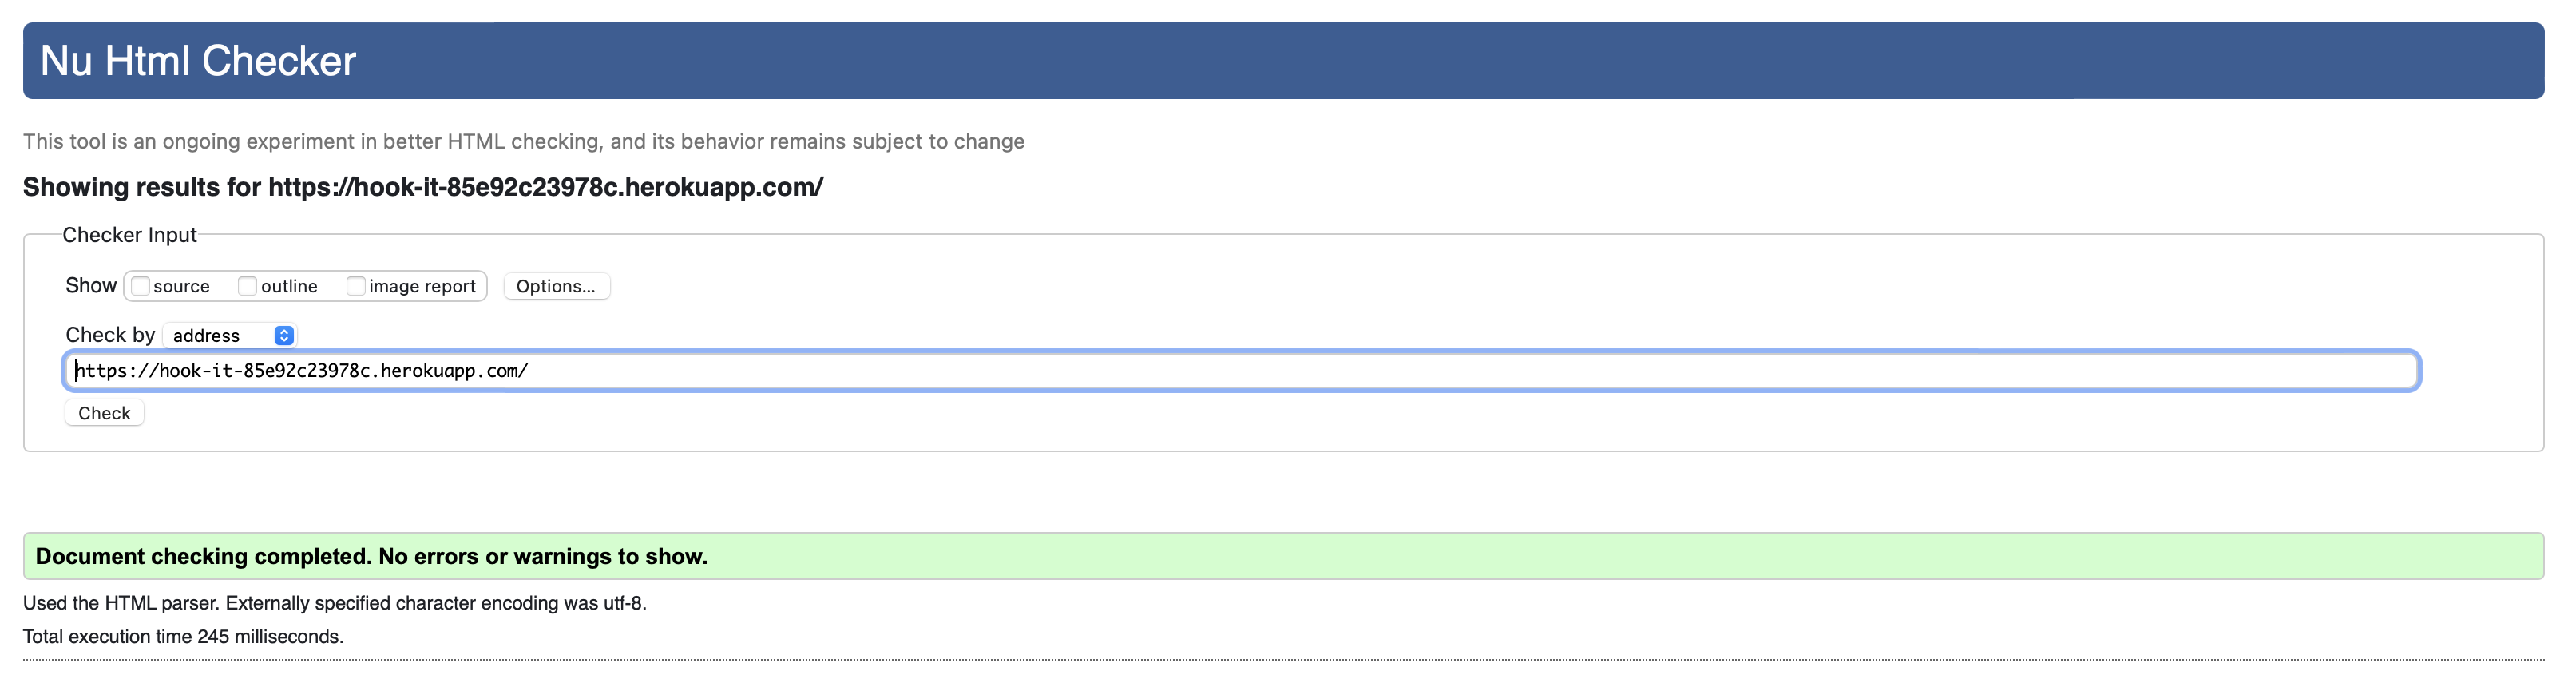 Nu Html Checker
This tool is an ongoing experiment in better HTML checking, and its behavior remains subject to change
Showing results for https://hook-it-85e92c23978c.herokuapp.com/
Checker Input
Show source outline image report Options...
Check by address
https://hook-it-85e92c23978c.herokuapp.com/
Check
Document checking completed. No errors or warnings to show.
Used the HTML parser. Externally specified character encoding was utf-8.
Total execution time 245 milliseconds.